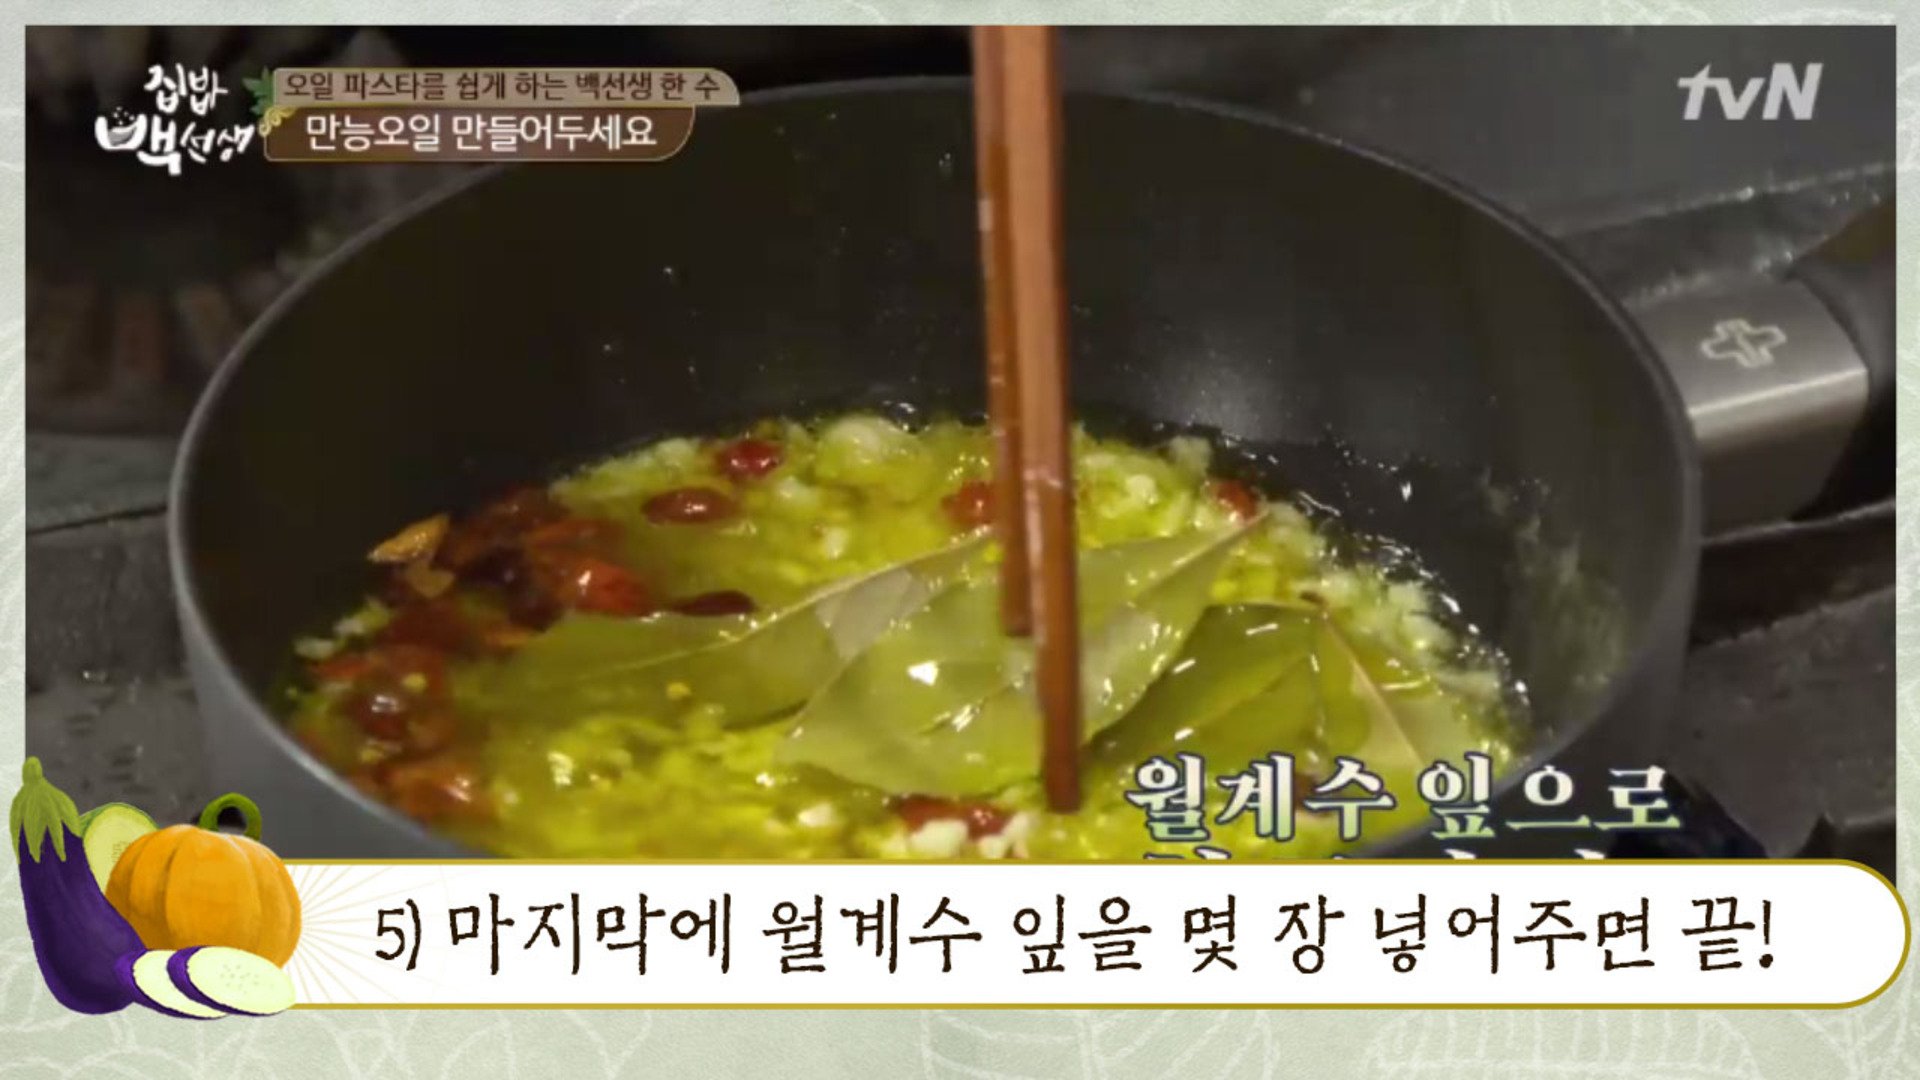 집밥
백선생
오일 파스타를 쉽게 하는 백선생 한 수
만능오일 만들어두세요
tvN
월계수 잎으로
5) 마지막에 월계수 잎을 몇 장 넣어주면 끝!